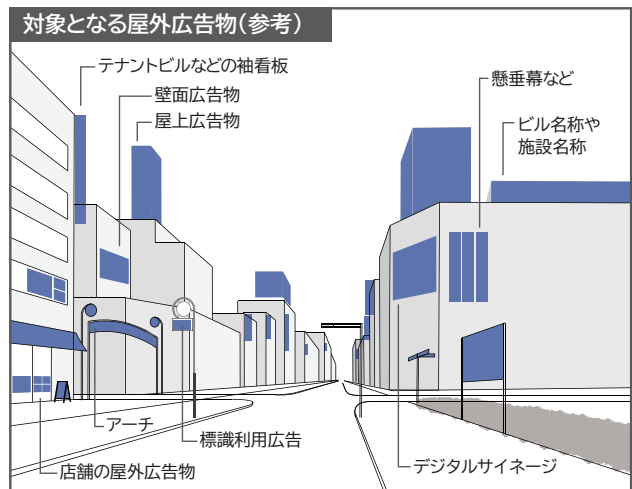 対象となる屋外広告物(参考)
テナントビルなどの袖看板
壁面広告物
屋上広告物
懸垂幕など
ビル名称や
施設名称
アーチ
標識利用広告
店舗の屋外広告物
デジタルサイネージ